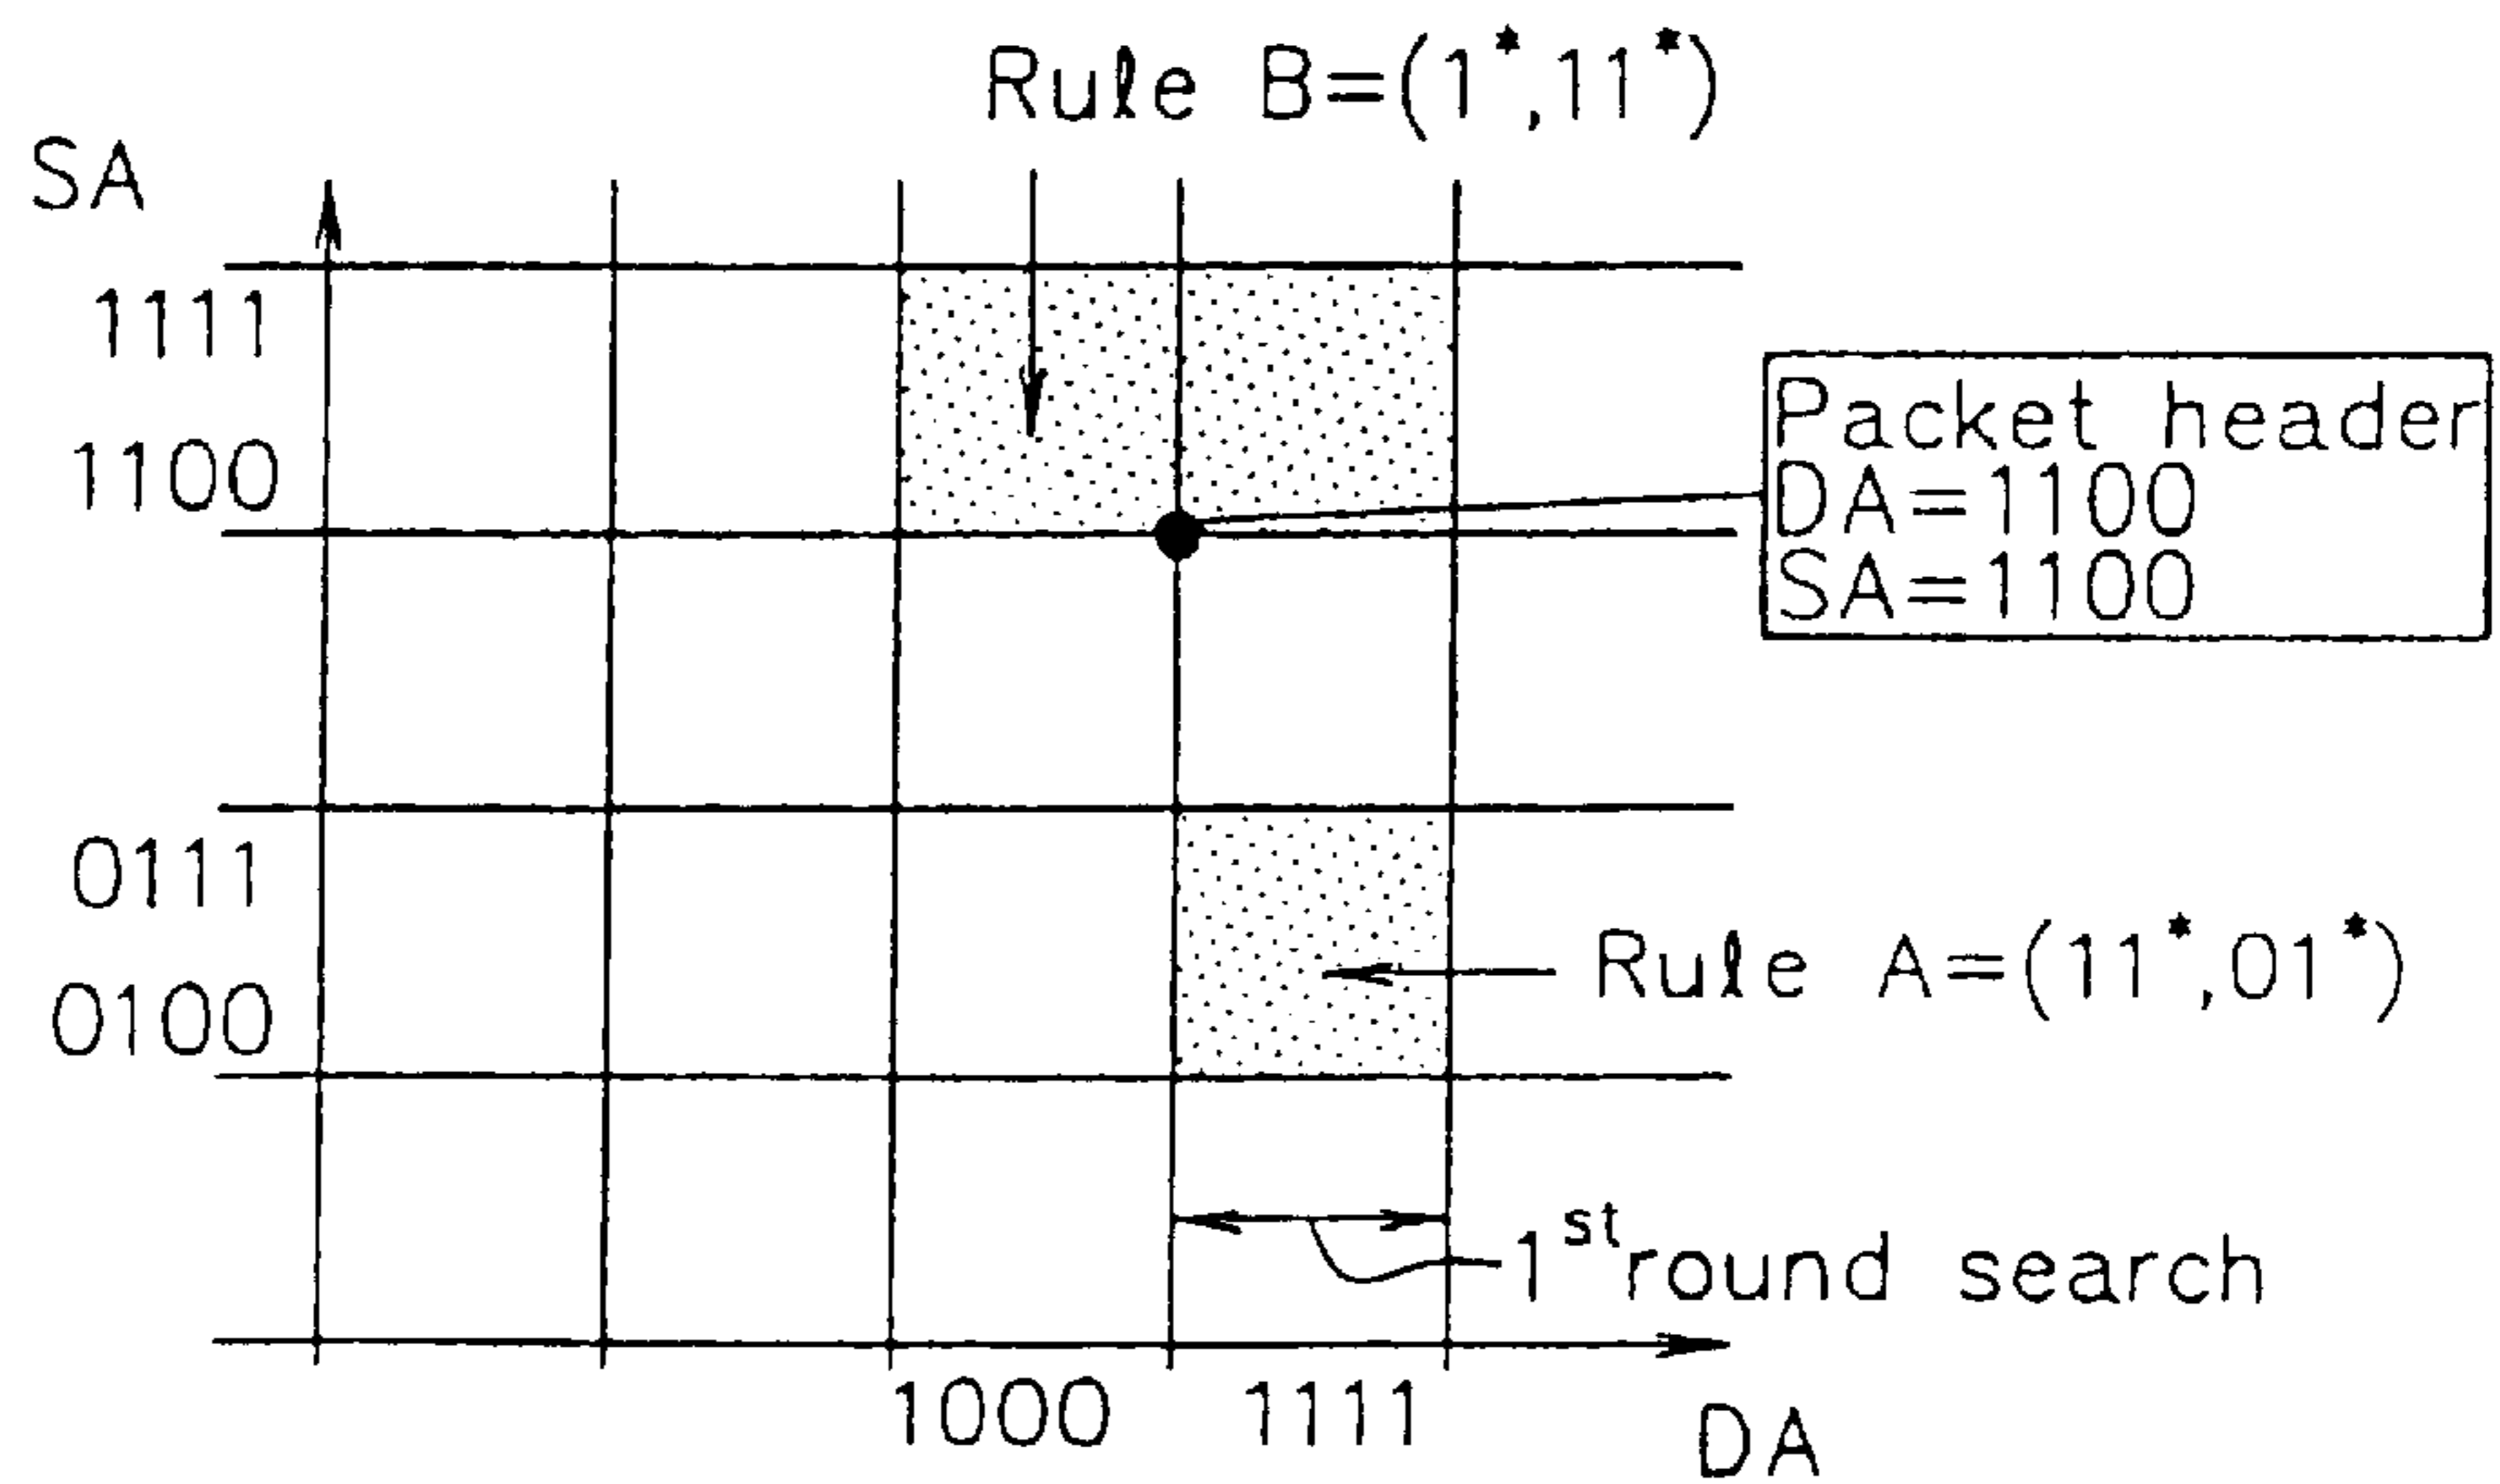 Rule B=(1*,11*)
SA
1111
1100
Packet header
DA=1100
SA=1100
0111
0100
Rule A=(11*,01*)
1st round search
1000
1111
DA